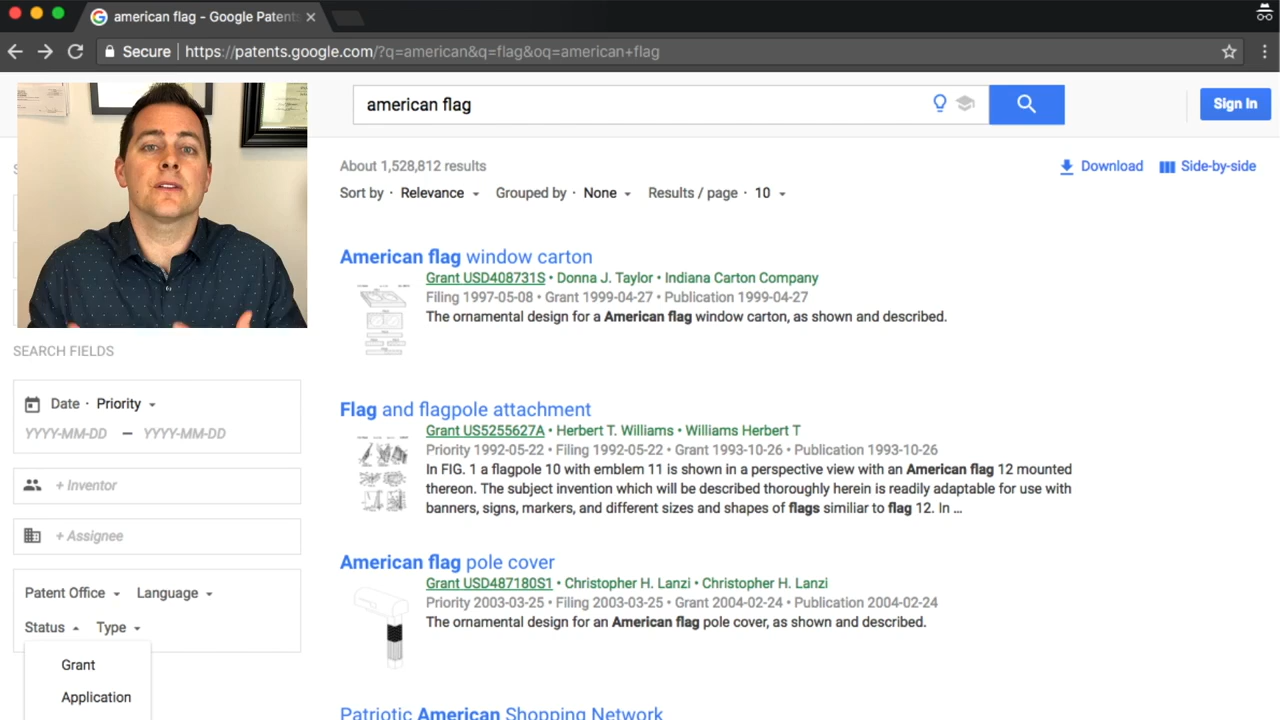 american flag - Google Patents
Secure https://patents.google.com/?q=american&q=flag&oq=american+flag
american flag
Sign In
About 1,528,812 results
Download Side-by-side
Sort by · Relevance Grouped by · None Results / page · 10
American flag window carton
Grant USD408731S • Donna J. Taylor • Indiana Carton Company
Filing 1997-05-08 • Grant 1999-04-27 • Publication 1999-04-27
The ornamental design for a American flag window carton, as shown and described.
SEARCH FIELDS
Date · Priority
YYYY-MM-DD — YYYY-MM-DD
+ Inventor
+ Assignee
Patent Office Language
Status Type
Grant
Application
Flag and flagpole attachment
Grant US5255627A • Herbert T. Williams • Williams Herbert T
Priority 1992-05-22 • Filing 1992-05-22 • Grant 1993-10-26 • Publication 1993-10-26
In FIG. 1 a flagpole 10 with emblem 11 is shown in a perspective view with an American flag 12 mounted
thereon. The subject invention which will be described thoroughly herein is readily adaptable for use with
banners, signs, markers, and different sizes and shapes of flags similiar to flag 12. In ...
American flag pole cover
Grant USD487180S1 • Christopher H. Lanzi • Christopher H. Lanzi
Priority 2003-03-25 • Filing 2003-03-25 • Grant 2004-02-24 • Publication 2004-02-24
The ornamental design for an American flag pole cover, as shown and described.
Patriotic American Shopping Network